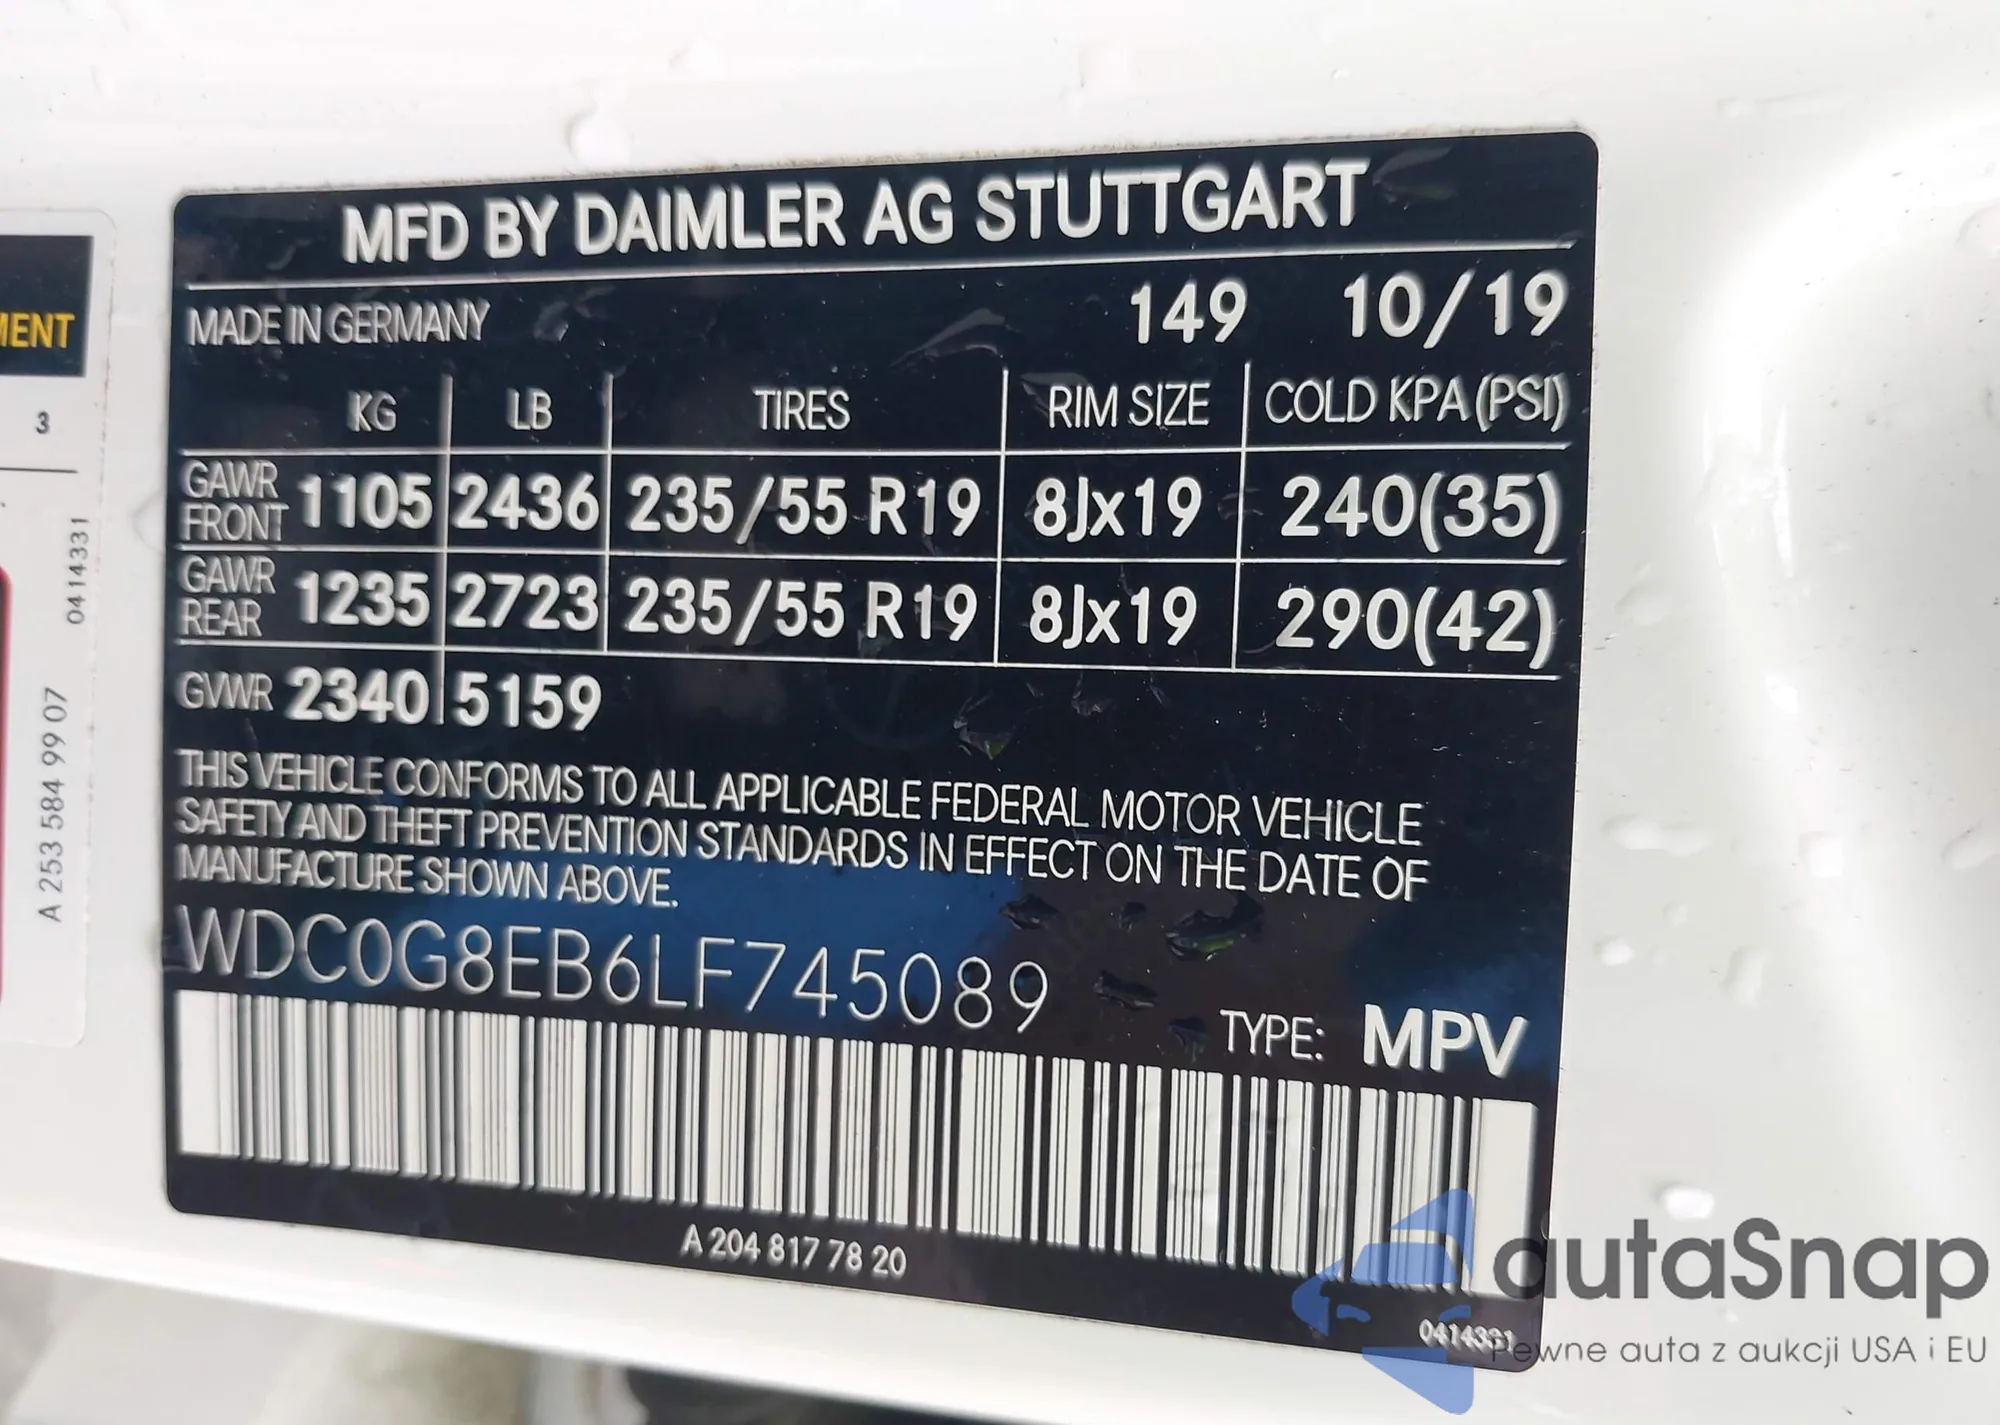 MFD BY DAIMLER AG STUTTGART
MADE IN GERMANY 149 10/19
KG LB TIRES RIM SIZE COLD KPA (PSI)
GAWR FRONT 1105 2436 235/55 R19 8Jx19 240(35)
GAWR REAR 1235 2723 235/55 R19 8Jx19 290(42)
GVWR 2340 5159
THIS VEHICLE CONFORMS TO ALL APPLICABLE FEDERAL MOTOR VEHICLE
SAFETY AND THEFT PREVENTION STANDARDS IN EFFECT ON THE DATE OF
MANUFACTURE SHOWN ABOVE.
WDC0G8EB6LF745089
TYPE: MPV
A 204 817 78 20
0414331
MENT
3
0414331
A 253 584 99 07
autaSnap
Pewne auta z aukcji USA i EU